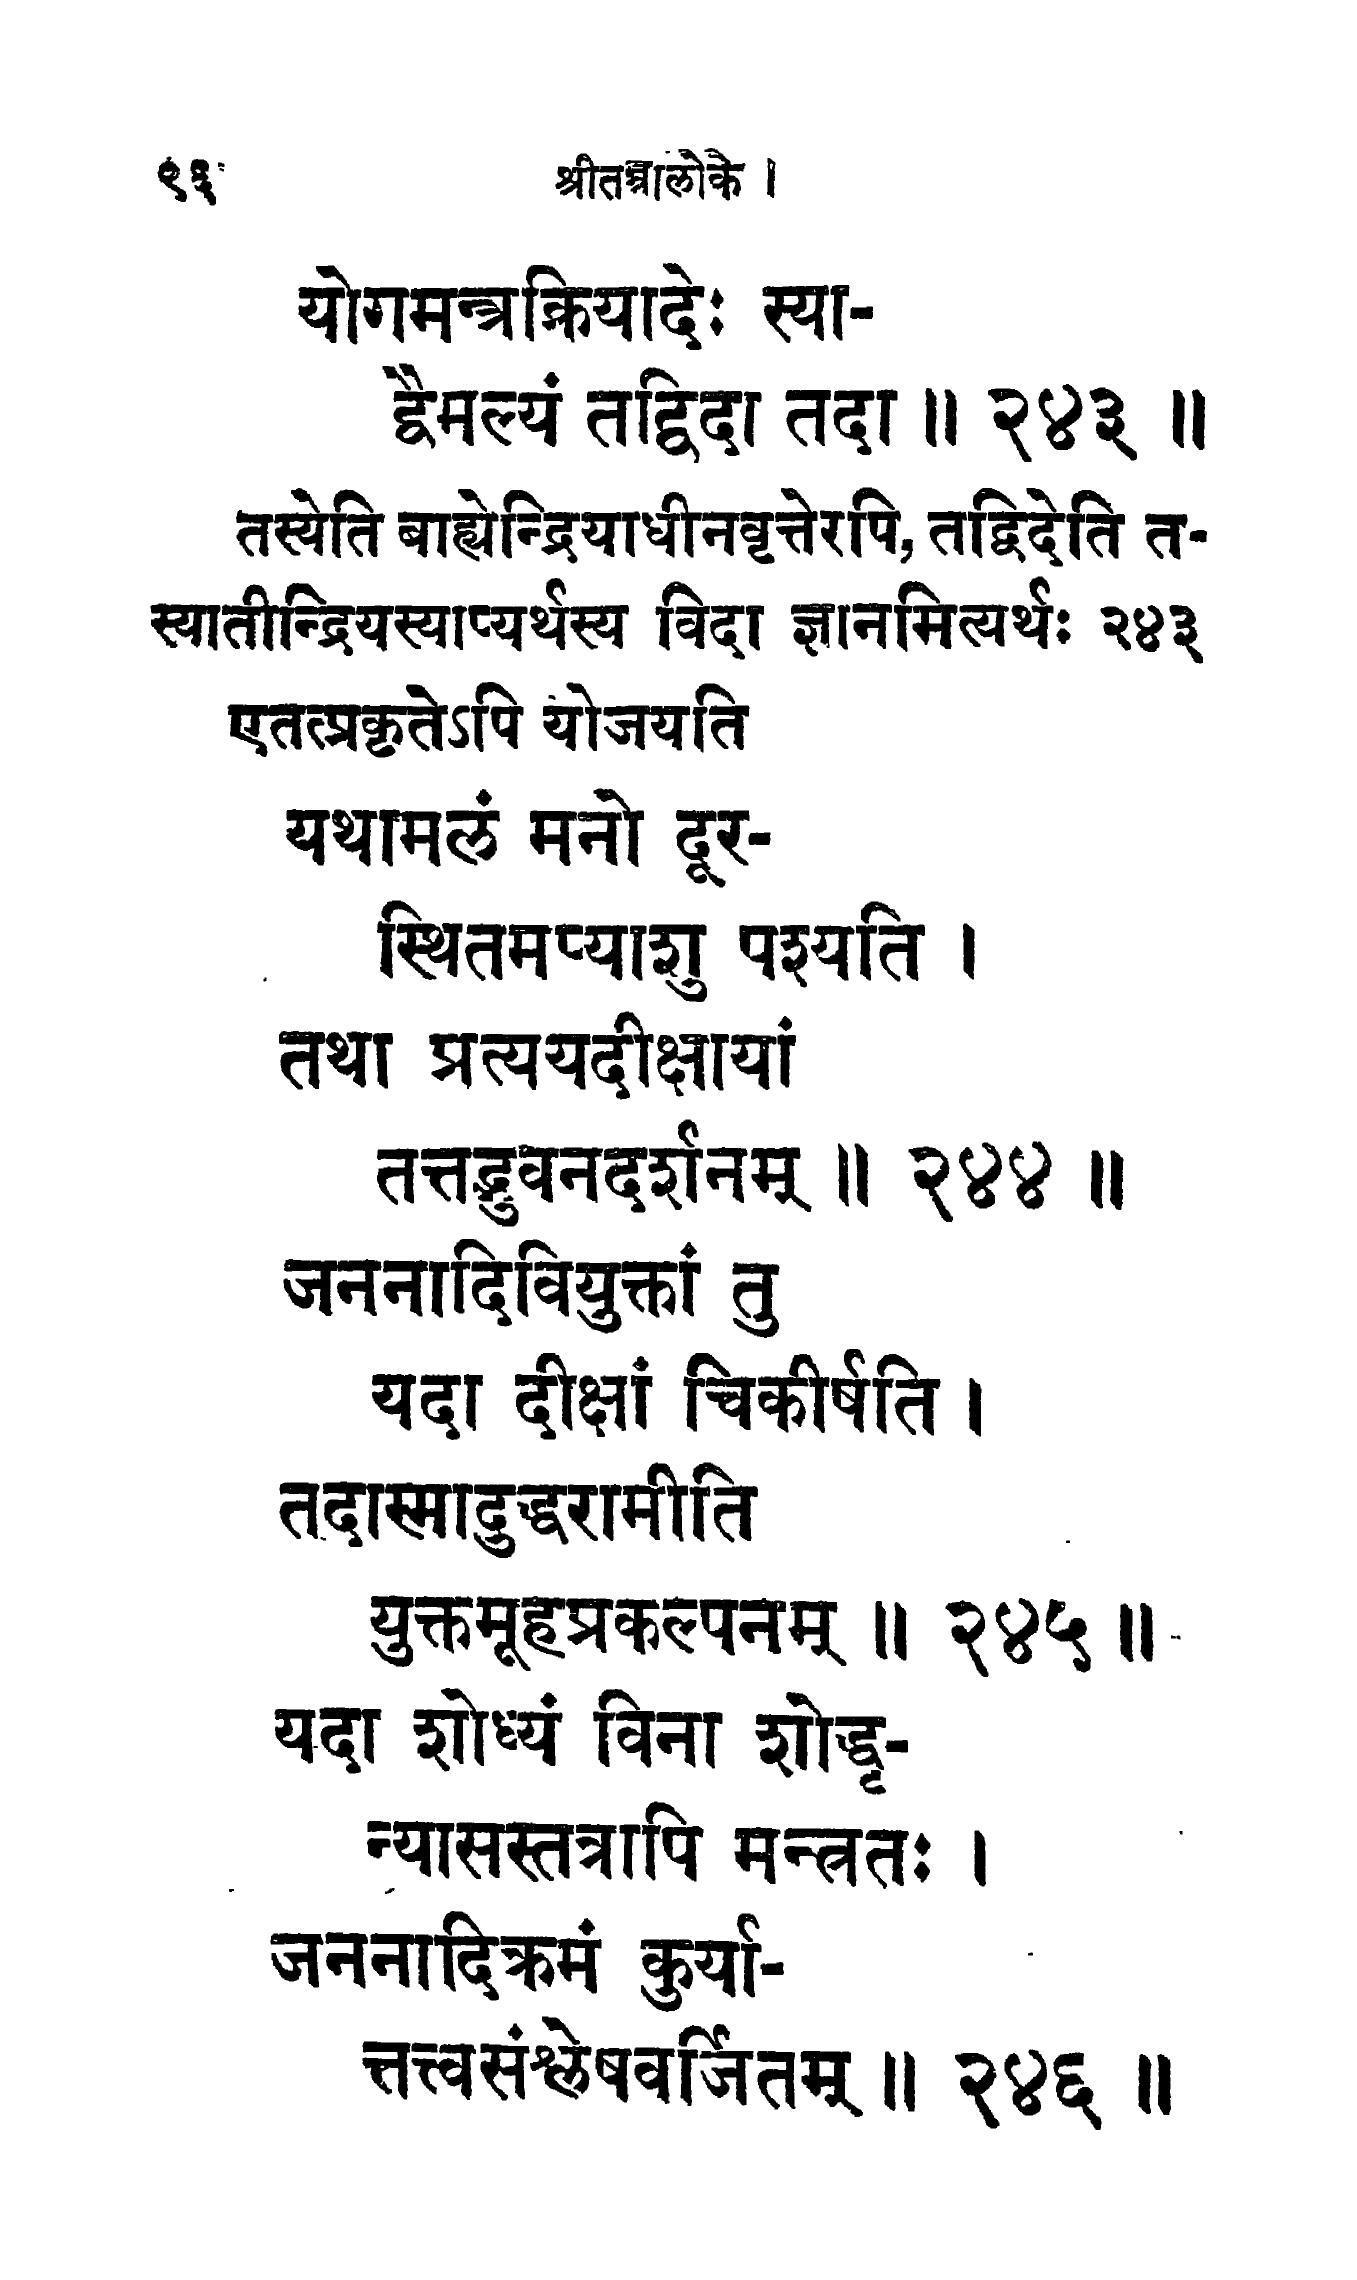 ९६ श्रीतन्त्रालोके ।
योगमन्त्रक्रियादेः स्या-
द्वैमल्यं तद्विदा तदा ॥ २४३ ॥
तस्येति बाह्येन्द्रियाधीनवृत्तेरपि, तद्विदेति त-
स्यातीन्द्रियस्याप्यर्थस्य विदा ज्ञानमित्यर्थः २४३
एतत्प्रकृतेऽपि योजयति
यथामलं मनो दूर-
स्थितमप्याशु पश्यति ।
तथा प्रत्ययदीक्षायां
तत्तद्भुवनदर्शनम् ॥ २४४ ॥
जननादिवियुक्तां तु
यदा दीक्षां चिकीर्षति ।
तदास्मादुद्धरामीति
युक्तमूहप्रकल्पनम् ॥ २४५ ॥
यदा शोध्यं विना शोद्धृ-
न्यासस्तत्रापि मन्त्रतः ।
जननादिक्रमं कुर्या-
त्तत्त्वसंश्लेषवर्जितम् ॥ २४६ ॥